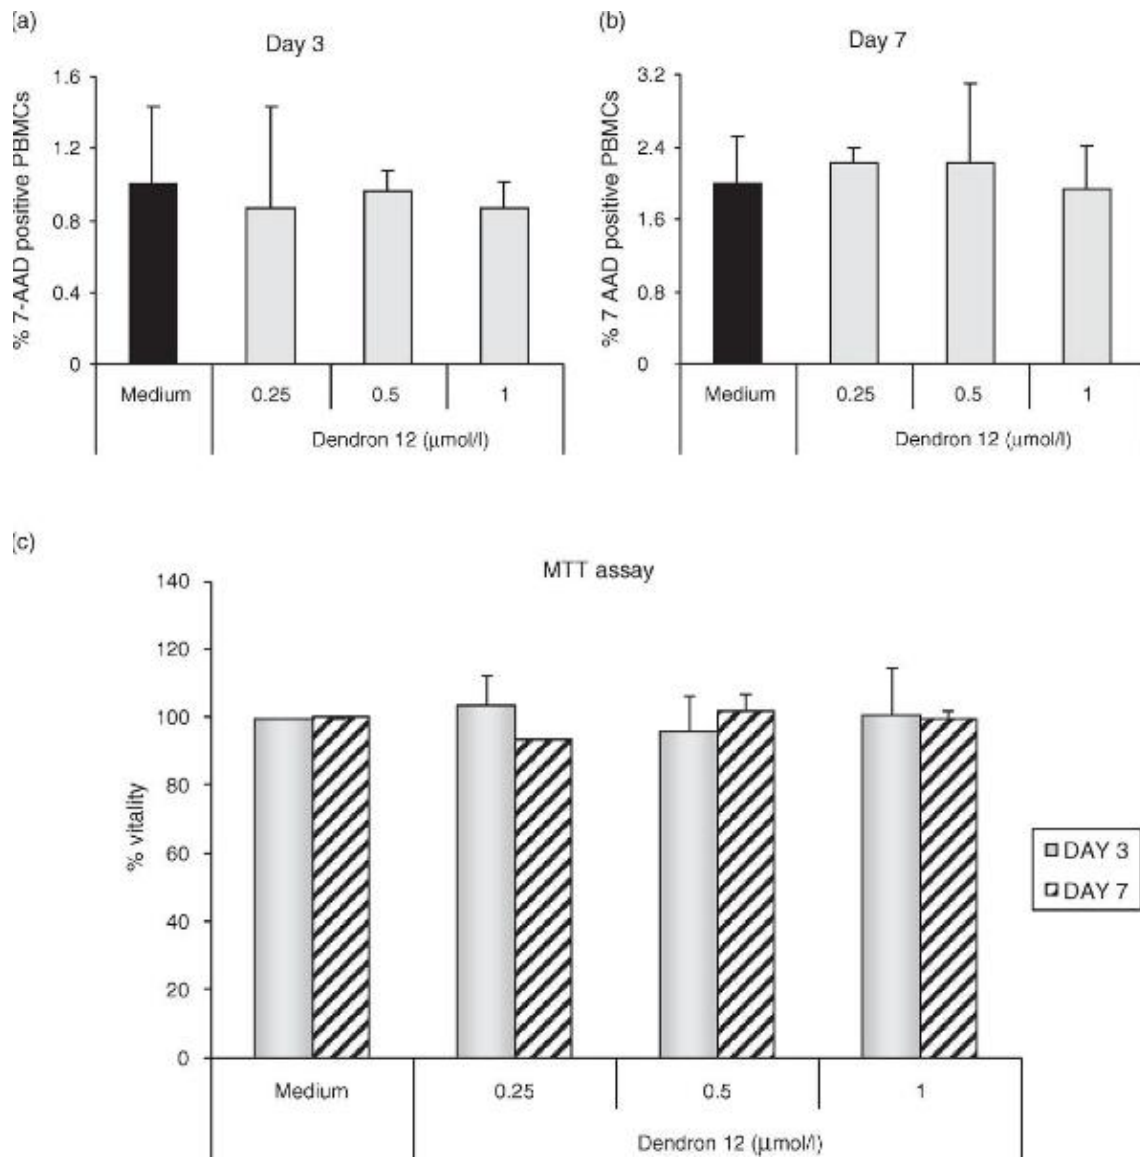 (a)
Day 3
% 7-AAD positive PBMCs
1.6
1.2
0.8
0.4
0
Medium 0.25 0.5 1
Dendron 12 (μmol/l)
(b)
Day 7
% 7 AAD positive PBMCs
3.2
2.4
1.6
0.8
0
Medium 0.25 0.5 1
Dendron 12 (μmol/l)
(c)
MTT assay
% vitality
140
120
100
80
60
40
20
0
Medium 0.25 0.5 1
Dendron 12 (μmol/l)
DAY 3
DAY 7